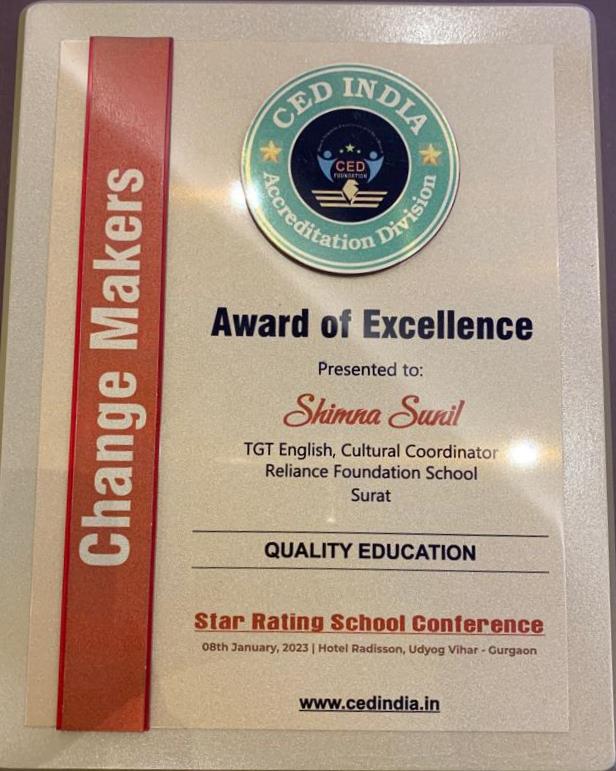 CED INDIA
CED
FOUNDATION
Accreditation Division
Change Makers
Award of Excellence
Presented to:
Shimna Sunil
TGT English, Cultural Coordinator
Reliance Foundation School
Surat
QUALITY EDUCATION
Star Rating School Conference
08th January, 2023 | Hotel Radisson, Udyog Vihar - Gurgaon
www.cedindia.in